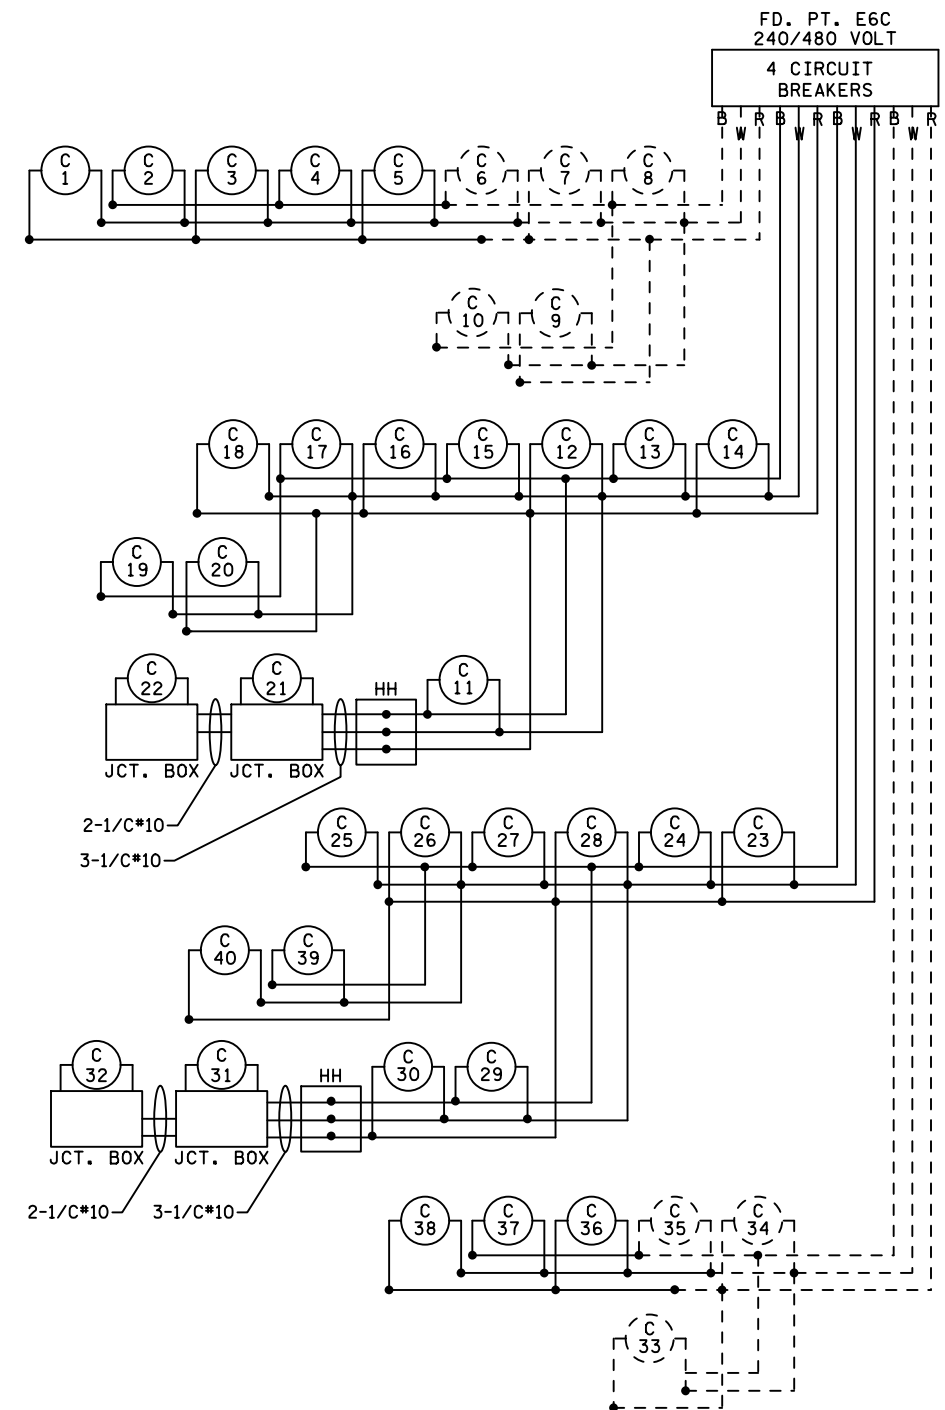 FD. PT. E6C
240/480 VOLT
4 CIRCUIT
BREAKERS
B W R B W R B W R B W R
C 1
C 2
C 3
C 4
C 5
C 6
C 7
C 8
C 10
C 9
C 18
C 17
C 16
C 15
C 12
C 13
C 14
C 19
C 20
C 22
C 21
HH
C 11
JCT. BOX
JCT. BOX
2-1/C#10
3-1/C#10
C 25
C 26
C 27
C 28
C 24
C 23
C 40
C 39
C 32
C 31
HH
C 30
C 29
JCT. BOX
JCT. BOX
2-1/C#10
3-1/C#10
C 38
C 37
C 36
C 35
C 34
C 33